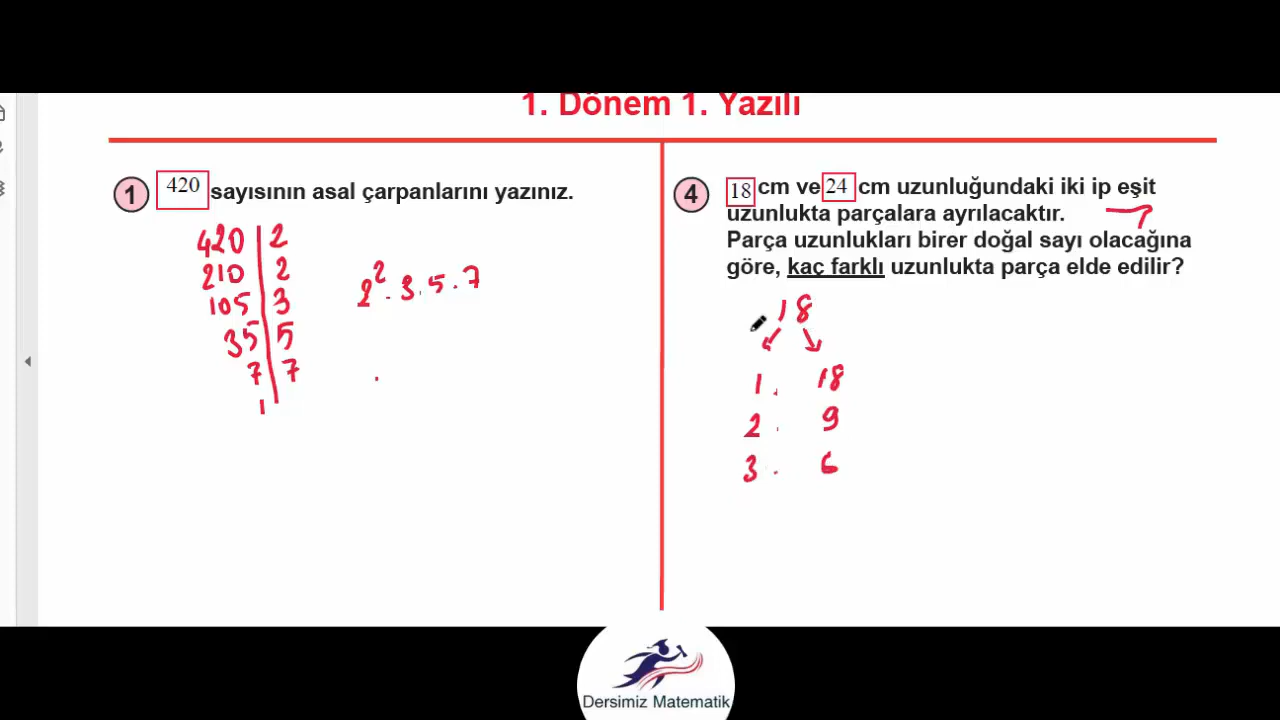 1. Dönem 1. Yazılı
1 420 sayısının asal çarpanlarını yazınız.
420 2
210 2
105 3
35 5
7 7
1
2² . 3 . 5 . 7
4 18 cm ve 24 cm uzunluğundaki iki ip eşit
uzunlukta parçalara ayrılacaktır.
Parça uzunlukları birer doğal sayı olacağına
göre, kaç farklı uzunlukta parça elde edilir?
18
1 . 18
2 . 9
3 . 6
Dersimiz Matematik